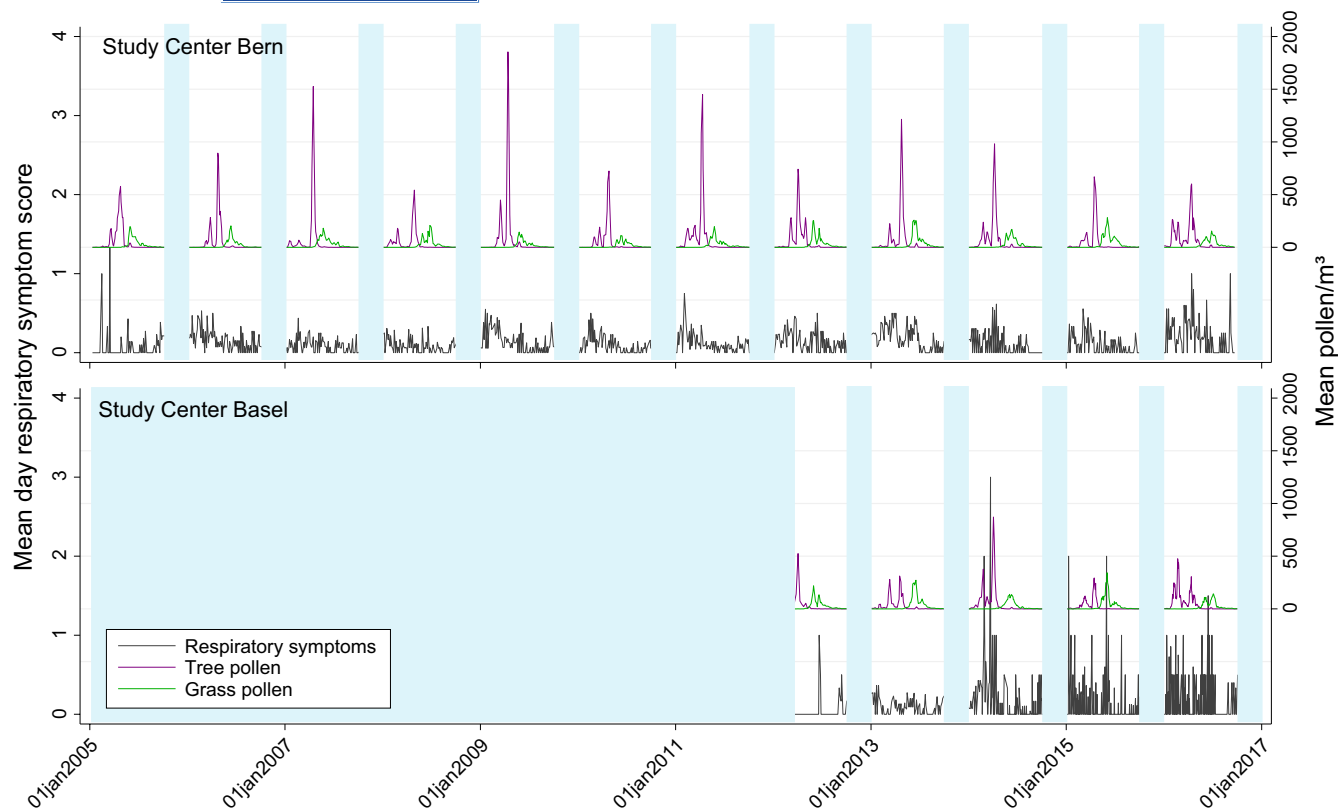 Study Center Bern
4
3
2
1
0
2000
1500
1000
500
0
Mean day respiratory symptom score
Mean pollen/m³
Study Center Basel
4
3
2
1
0
2000
1500
1000
500
0
Respiratory symptoms
Tree pollen
Grass pollen
01jan2005
01jan2007
01jan2009
01jan2011
01jan2013
01jan2015
01jan2017